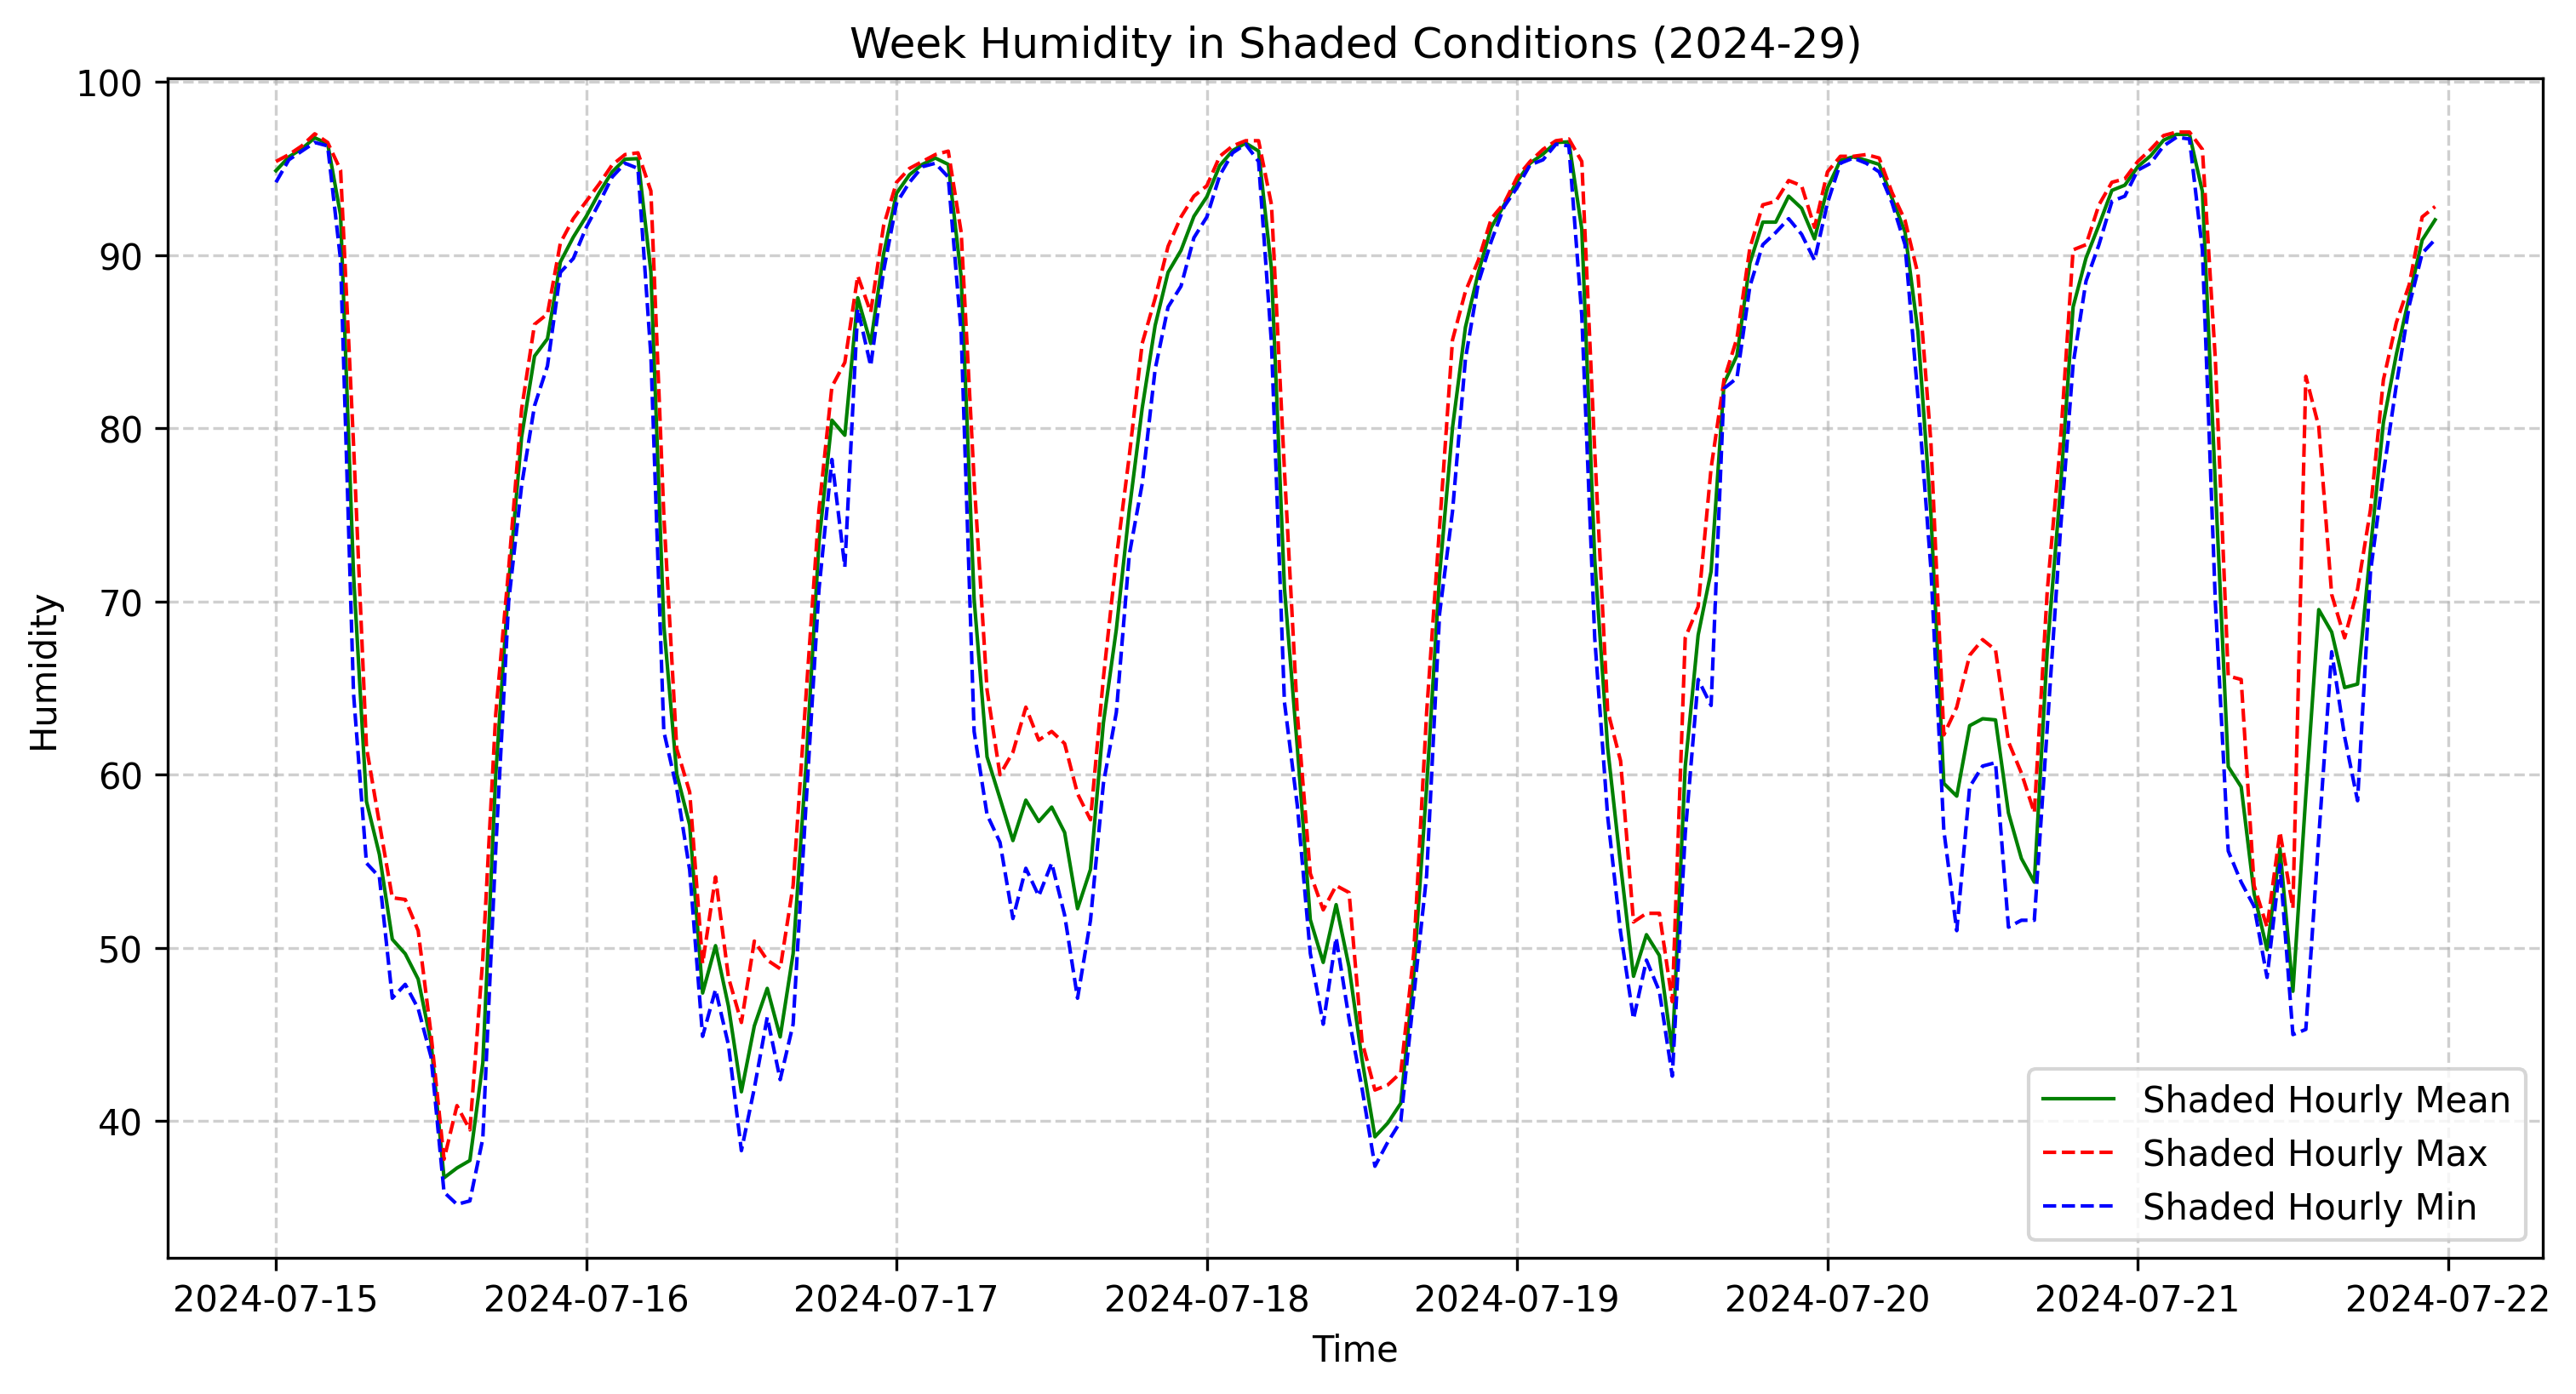 Week Humidity in Shaded Conditions (2024-29)
100
90
80
70
60
50
40
Humidity
Shaded Hourly Mean
Shaded Hourly Max
Shaded Hourly Min
2024-07-15 2024-07-16 2024-07-17 2024-07-18 2024-07-19 2024-07-20 2024-07-21 2024-07-22
Time